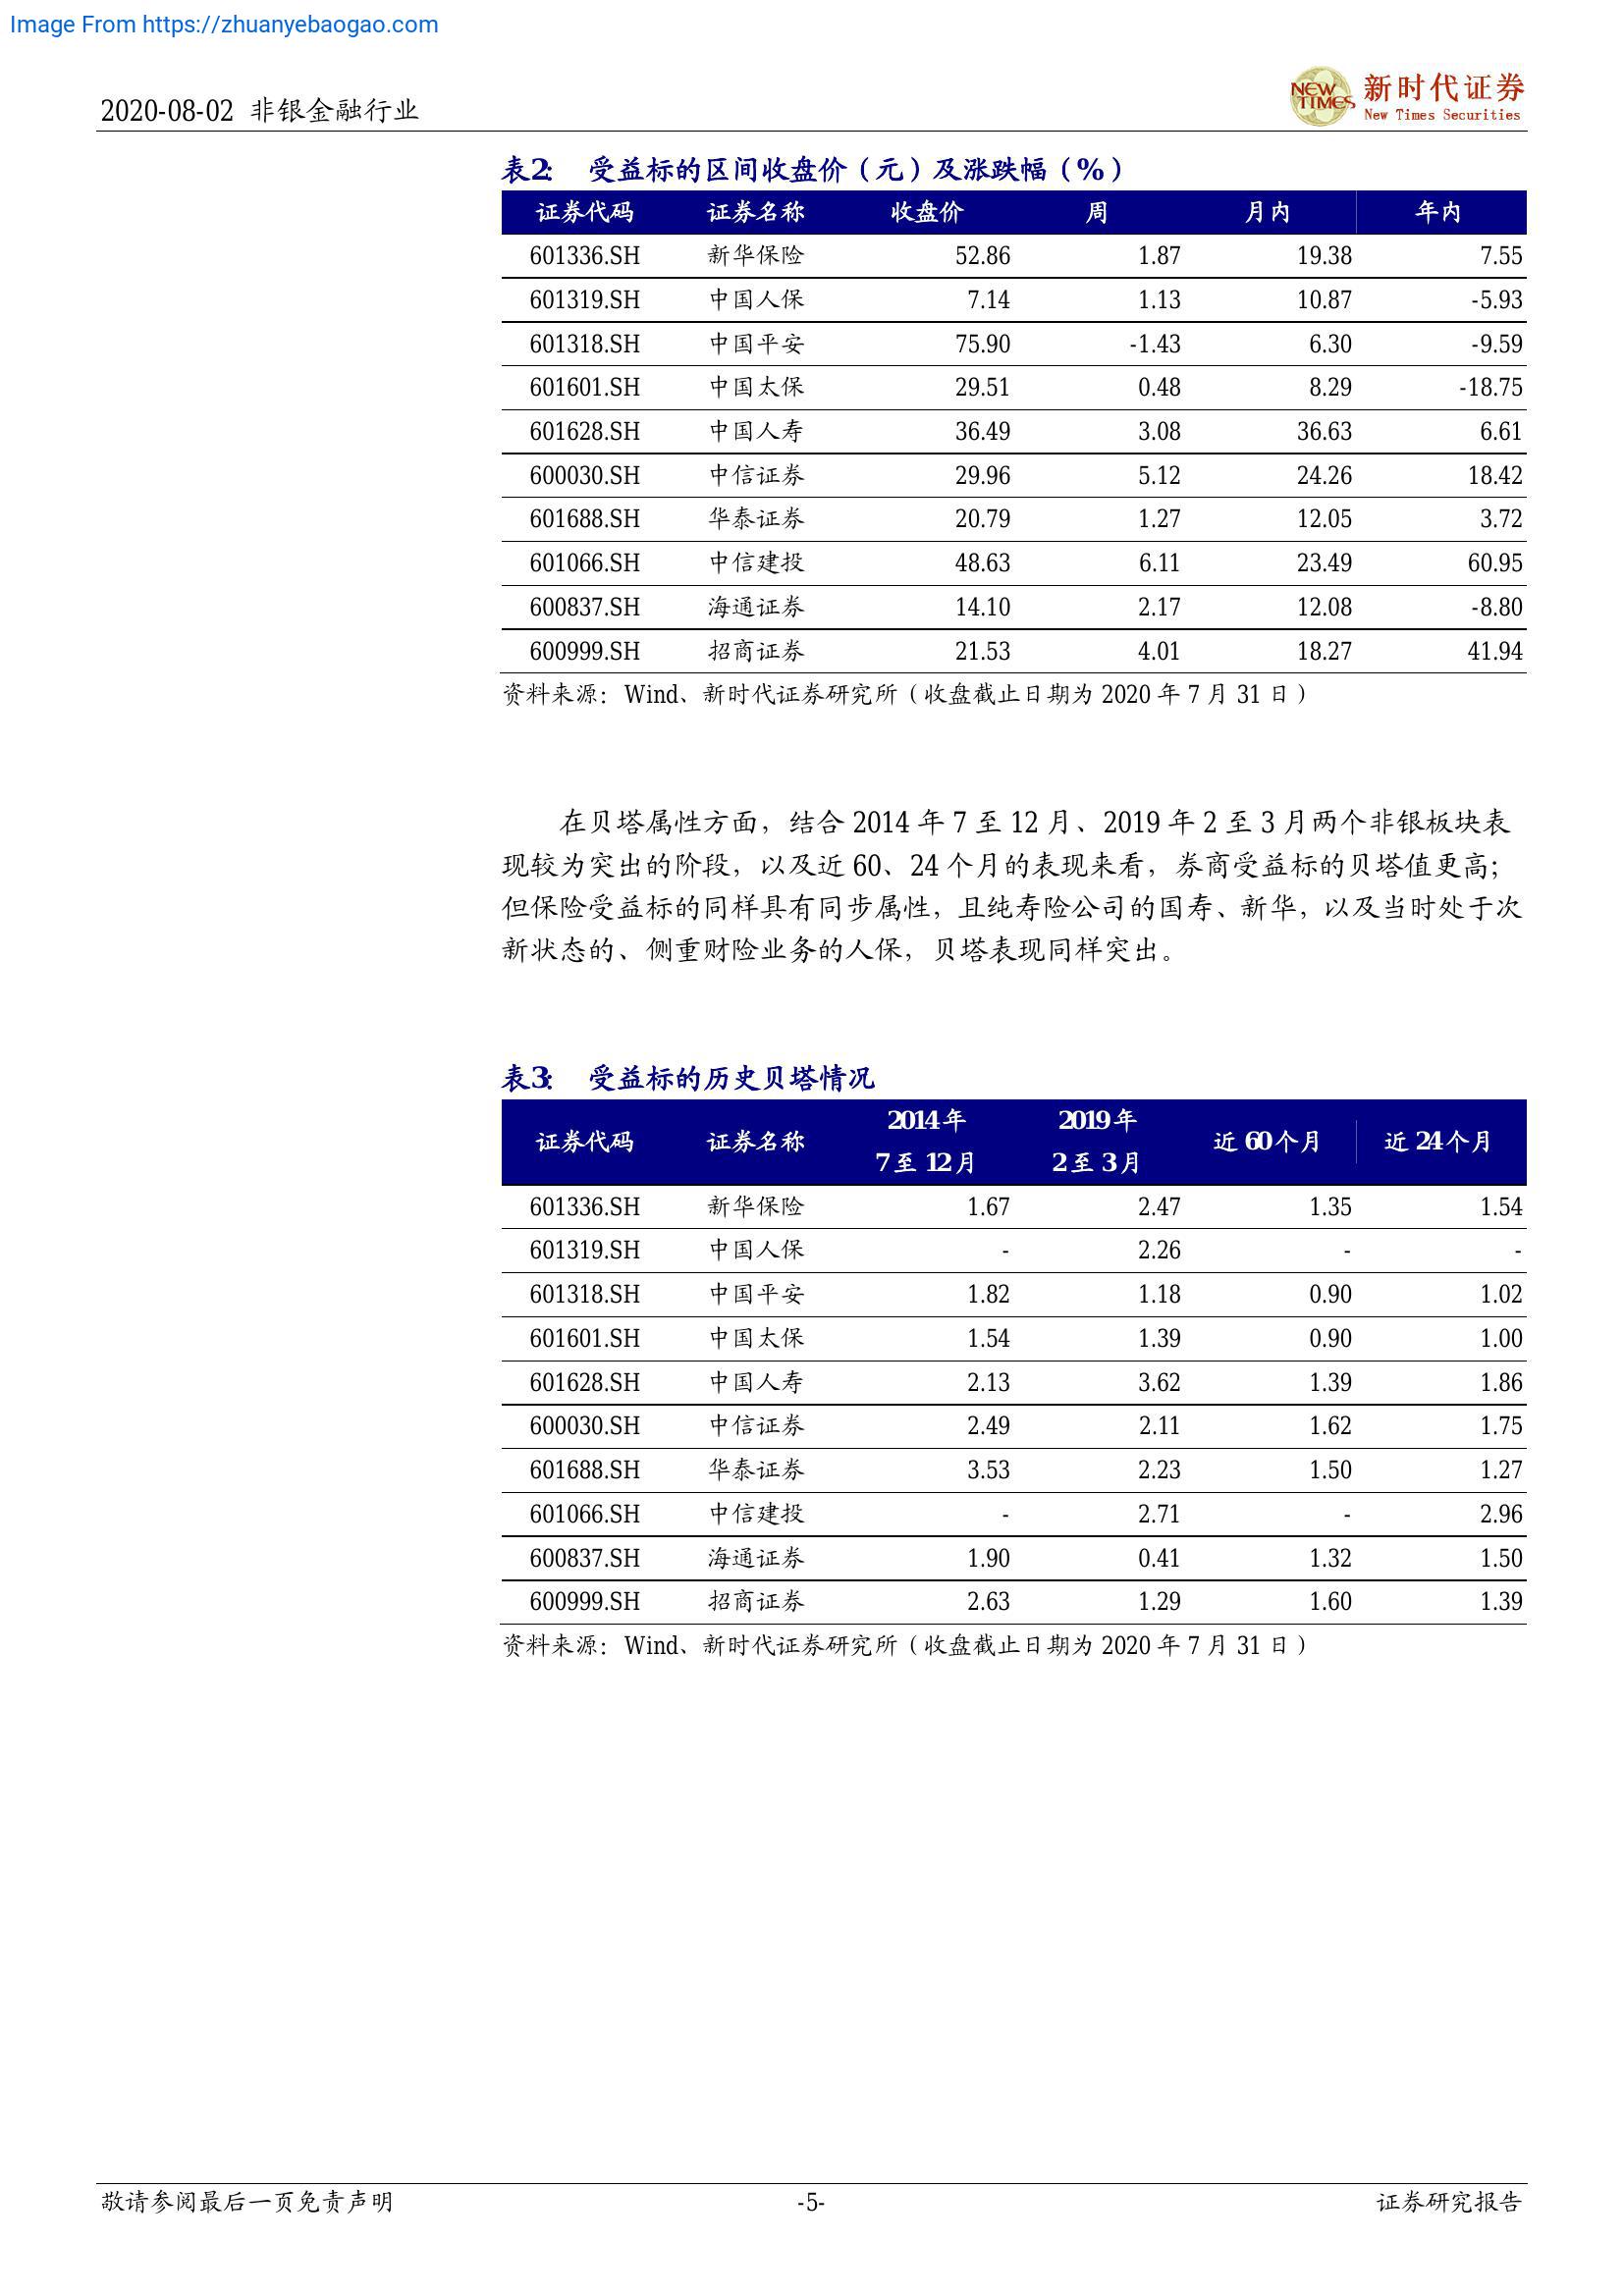 Image From https://zhuanyebaogao.com
2020-08-02 非银金融行业
NEW TIMES
新时代证券
New Times Securities
表2: 受益标的区间收盘价（元）及涨跌幅（%）
证券代码 证券名称 收盘价 周 月内 年内
601336.SH 新华保险 52.86 1.87 19.38 7.55
601319.SH 中国人保 7.14 1.13 10.87 -5.93
601318.SH 中国平安 75.90 -1.43 6.30 -9.59
601601.SH 中国太保 29.51 0.48 8.29 -18.75
601628.SH 中国人寿 36.49 3.08 36.63 6.61
600030.SH 中信证券 29.96 5.12 24.26 18.42
601688.SH 华泰证券 20.79 1.27 12.05 3.72
601066.SH 中信建投 48.63 6.11 23.49 60.95
600837.SH 海通证券 14.10 2.17 12.08 -8.80
600999.SH 招商证券 21.53 4.01 18.27 41.94
资料来源：Wind、新时代证券研究所（收盘截止日期为 2020 年 7 月 31 日）
在贝塔属性方面，结合 2014 年 7 至 12 月、2019 年 2 至 3 月两个非银板块表
现较为突出的阶段，以及近 60、24 个月的表现来看，券商受益标的贝塔值更高；
但保险受益标的同样具有同步属性，且纯寿险公司的国寿、新华，以及当时处于次
新状态的、侧重财险业务的人保，贝塔表现同样突出。
表3: 受益标的历史贝塔情况
证券代码 证券名称 2014年 7至12月 2019年 2至3月 近60个月 近24个月
601336.SH 新华保险 1.67 2.47 1.35 1.54
601319.SH 中国人保 - 2.26 - -
601318.SH 中国平安 1.82 1.18 0.90 1.02
601601.SH 中国太保 1.54 1.39 0.90 1.00
601628.SH 中国人寿 2.13 3.62 1.39 1.86
600030.SH 中信证券 2.49 2.11 1.62 1.75
601688.SH 华泰证券 3.53 2.23 1.50 1.27
601066.SH 中信建投 - 2.71 - 2.96
600837.SH 海通证券 1.90 0.41 1.32 1.50
600999.SH 招商证券 2.63 1.29 1.60 1.39
资料来源：Wind、新时代证券研究所（收盘截止日期为 2020 年 7 月 31 日）
敬请参阅最后一页免责声明 -5- 证券研究报告